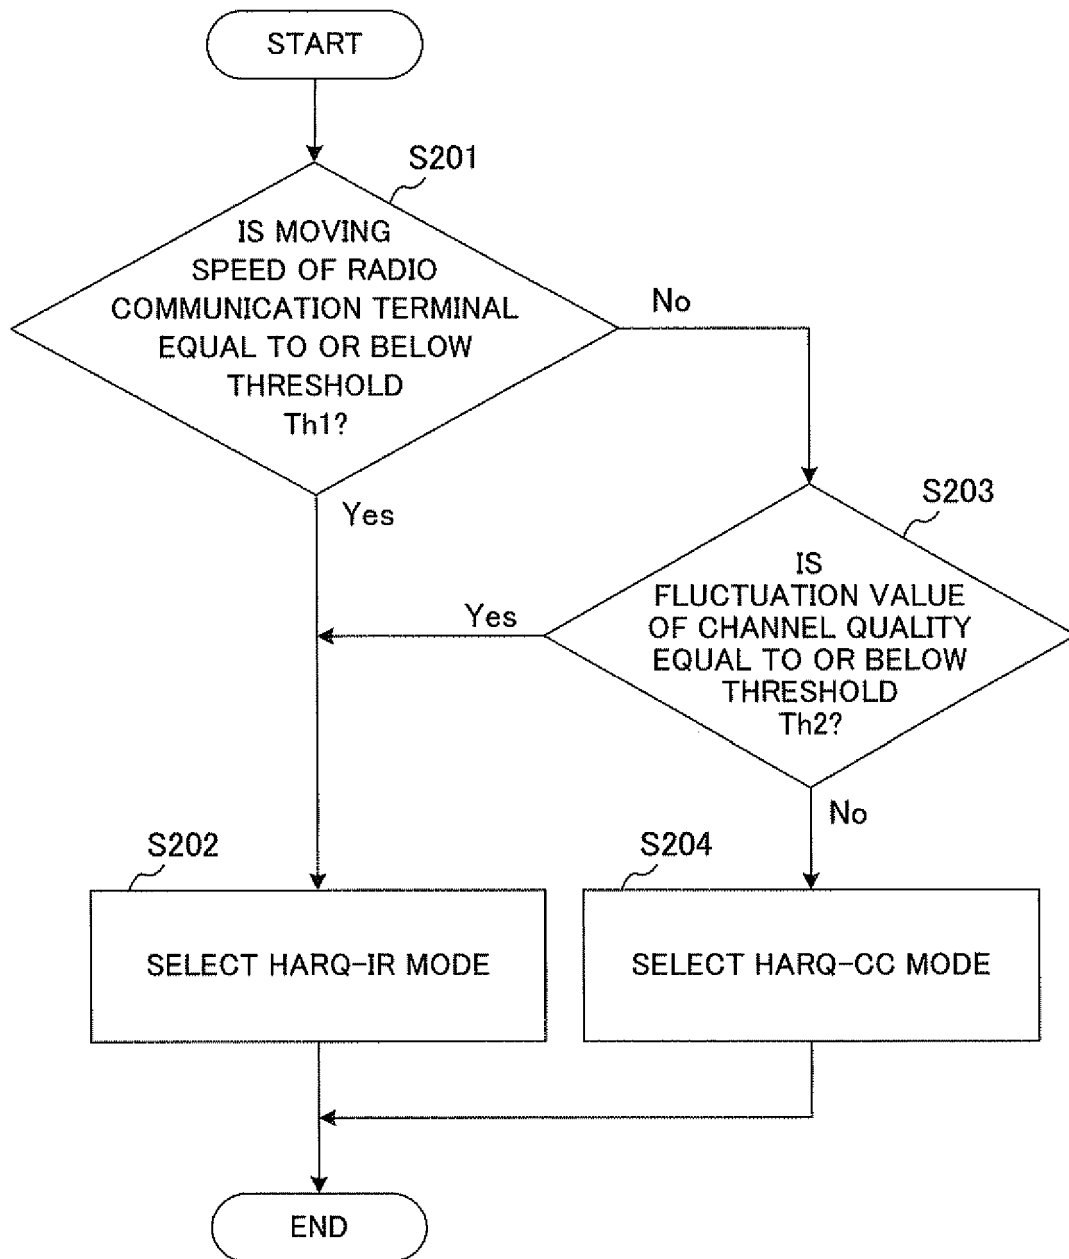 START
S201
IS MOVING
SPEED OF RADIO
COMMUNICATION TERMINAL
EQUAL TO OR BELOW
THRESHOLD
Th1?
No
Yes
S203
IS
FLUCTUATION VALUE
OF CHANNEL QUALITY
EQUAL TO OR BELOW
THRESHOLD
Th2?
Yes
No
S202
SELECT HARQ-IR MODE
S204
SELECT HARQ-CC MODE
END